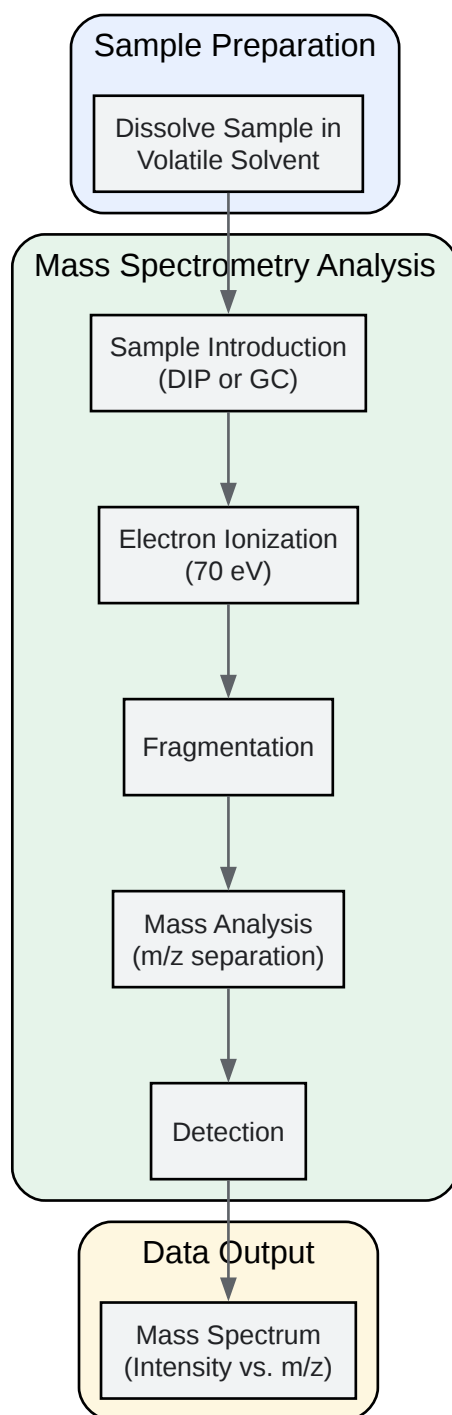 Sample Preparation
Dissolve Sample in
Volatile Solvent
Mass Spectrometry Analysis
Sample Introduction
(DIP or GC)
Electron Ionization
(70 eV)
Fragmentation
Mass Analysis
(m/z separation)
Detection
Data Output
Mass Spectrum
(Intensity vs. m/z)